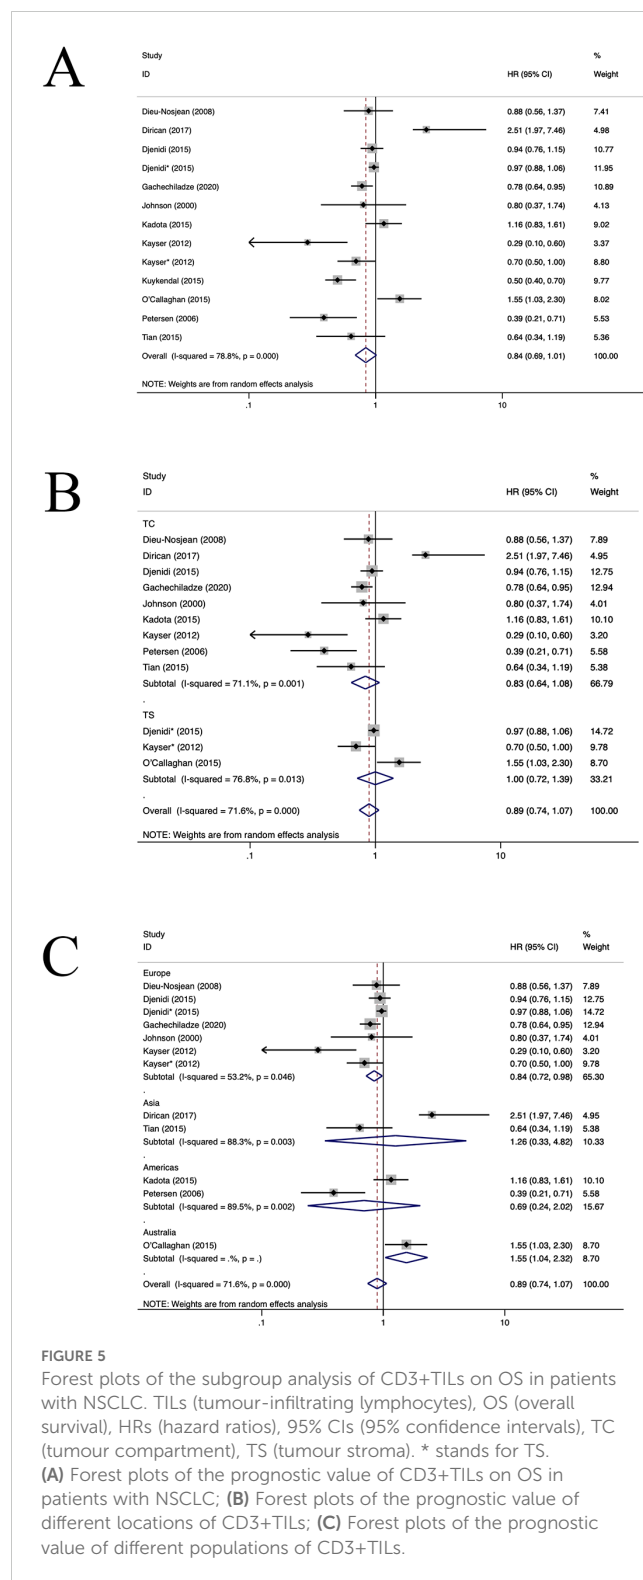 A
Study %
ID HR (95% CI) Weight
Dieu-Nosjean (2008) 0.88 (0.56, 1.37) 7.41
Dirican (2017) 2.51 (1.97, 7.46) 4.98
Djenidi (2015) 0.94 (0.76, 1.15) 10.77
Djenidi* (2015) 0.97 (0.88, 1.06) 11.95
Gachechiladze (2020) 0.78 (0.64, 0.95) 10.89
Johnson (2000) 0.80 (0.37, 1.74) 4.13
Kadota (2015) 1.16 (0.83, 1.61) 9.02
Kayser (2012) 0.29 (0.10, 0.60) 3.37
Kayser* (2012) 0.70 (0.50, 1.00) 8.80
Kuykendal (2015) 0.50 (0.40, 0.70) 9.77
O'Callaghan (2015) 1.55 (1.03, 2.30) 8.02
Petersen (2006) 0.39 (0.21, 0.71) 5.53
Tian (2015) 0.64 (0.34, 1.19) 5.36
Overall (I-squared = 78.8%, p = 0.000) 0.84 (0.69, 1.01) 100.00
NOTE: Weights are from random effects analysis
.1 1 10
B
Study %
ID HR (95% CI) Weight
TC
Dieu-Nosjean (2008) 0.88 (0.56, 1.37) 7.89
Dirican (2017) 2.51 (1.97, 7.46) 4.95
Djenidi (2015) 0.94 (0.76, 1.15) 12.75
Gachechiladze (2020) 0.78 (0.64, 0.95) 12.94
Johnson (2000) 0.80 (0.37, 1.74) 4.01
Kadota (2015) 1.16 (0.83, 1.61) 10.10
Kayser (2012) 0.29 (0.10, 0.60) 3.20
Petersen (2006) 0.39 (0.21, 0.71) 5.58
Tian (2015) 0.64 (0.34, 1.19) 5.38
Subtotal (I-squared = 71.1%, p = 0.001) 0.83 (0.64, 1.08) 66.79
.
TS
Djenidi* (2015) 0.97 (0.88, 1.06) 14.72
Kayser* (2012) 0.70 (0.50, 1.00) 9.78
O'Callaghan (2015) 1.55 (1.03, 2.30) 8.70
Subtotal (I-squared = 76.8%, p = 0.013) 1.00 (0.72, 1.39) 33.21
.
Overall (I-squared = 71.6%, p = 0.000) 0.89 (0.74, 1.07) 100.00
NOTE: Weights are from random effects analysis
.1 1 10
C
Study %
ID HR (95% CI) Weight
Europe
Dieu-Nosjean (2008) 0.88 (0.56, 1.37) 7.89
Djenidi (2015) 0.94 (0.76, 1.15) 12.75
Djenidi* (2015) 0.97 (0.88, 1.06) 14.72
Gachechiladze (2020) 0.78 (0.64, 0.95) 12.94
Johnson (2000) 0.80 (0.37, 1.74) 4.01
Kayser (2012) 0.29 (0.10, 0.60) 3.20
Kayser* (2012) 0.70 (0.50, 1.00) 9.78
Subtotal (I-squared = 53.2%, p = 0.046) 0.84 (0.72, 0.98) 65.30
.
Asia
Dirican (2017) 2.51 (1.97, 7.46) 4.95
Tian (2015) 0.64 (0.34, 1.19) 5.38
Subtotal (I-squared = 88.3%, p = 0.003) 1.26 (0.33, 4.82) 10.33
.
Americas
Kadota (2015) 1.16 (0.83, 1.61) 10.10
Petersen (2006) 0.39 (0.21, 0.71) 5.58
Subtotal (I-squared = 89.5%, p = 0.002) 0.69 (0.24, 2.02) 15.67
.
Australia
O'Callaghan (2015) 1.55 (1.03, 2.30) 8.70
Subtotal (I-squared = .%, p = .) 1.55 (1.04, 2.32) 8.70
.
Overall (I-squared = 71.6%, p = 0.000) 0.89 (0.74, 1.07) 100.00
NOTE: Weights are from random effects analysis
.1 1 10
FIGURE 5
Forest plots of the subgroup analysis of CD3+TILs on OS in patients
with NSCLC. TILs (tumour-infiltrating lymphocytes), OS (overall
survival), HRs (hazard ratios), 95% CIs (95% confidence intervals), TC
(tumour compartment), TS (tumour stroma). * stands for TS.
(A) Forest plots of the prognostic value of CD3+TILs on OS in
patients with NSCLC; (B) Forest plots of the prognostic value of
different locations of CD3+TILs; (C) Forest plots of the prognostic
value of different populations of CD3+TILs.